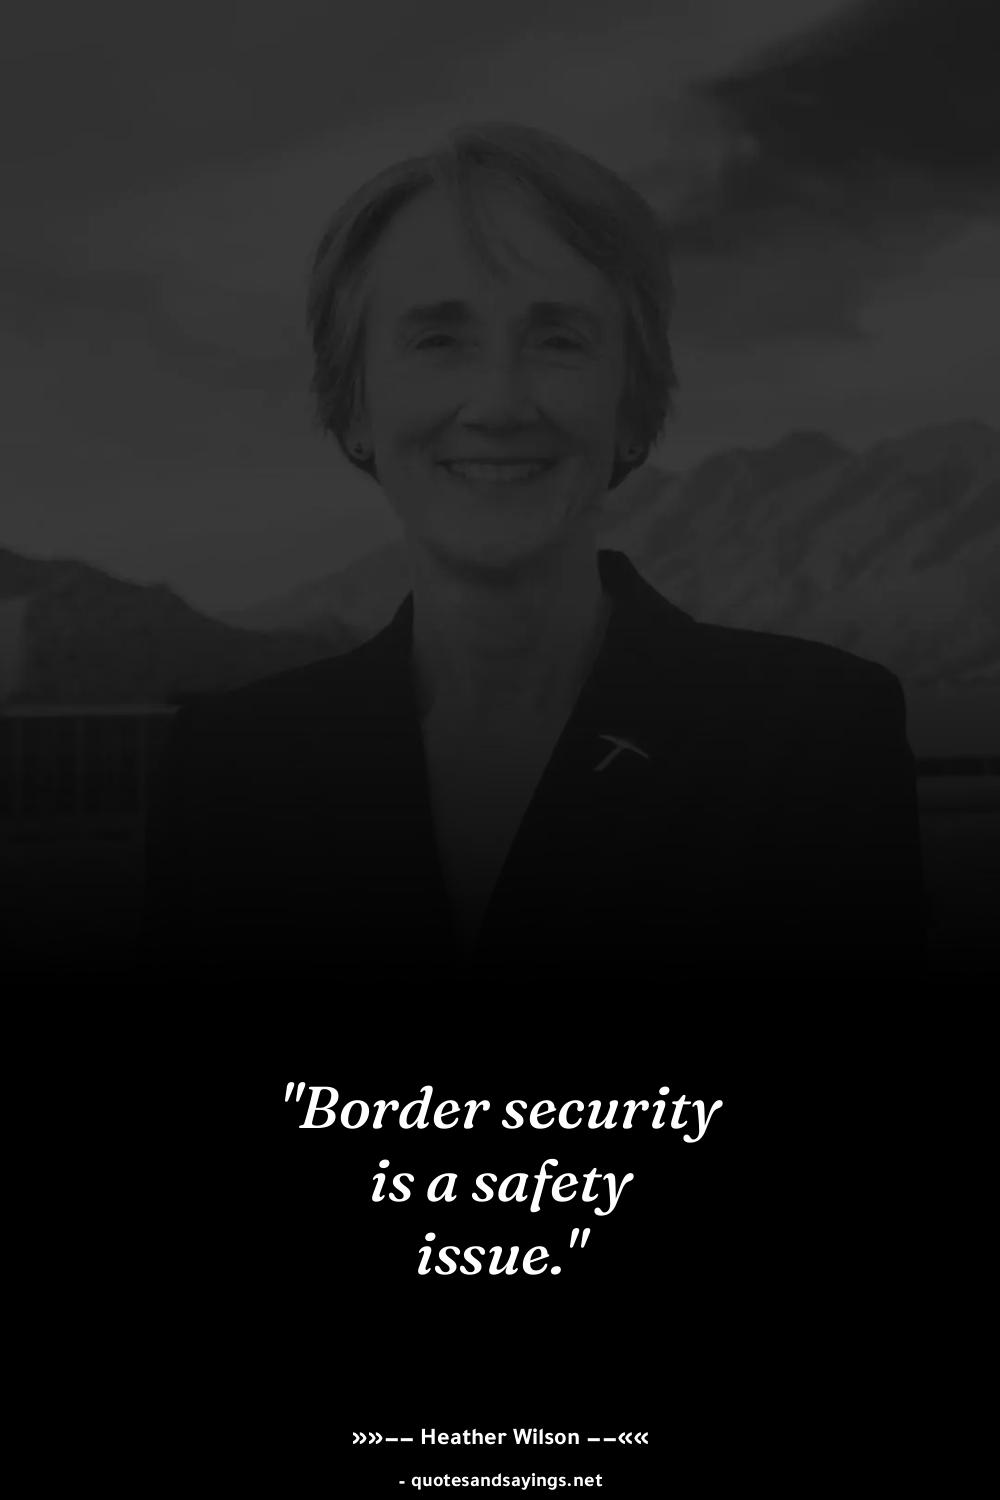 "Border security
is a safety
issue."
»»−− Heather Wilson −−««
- quotesandsayings.net